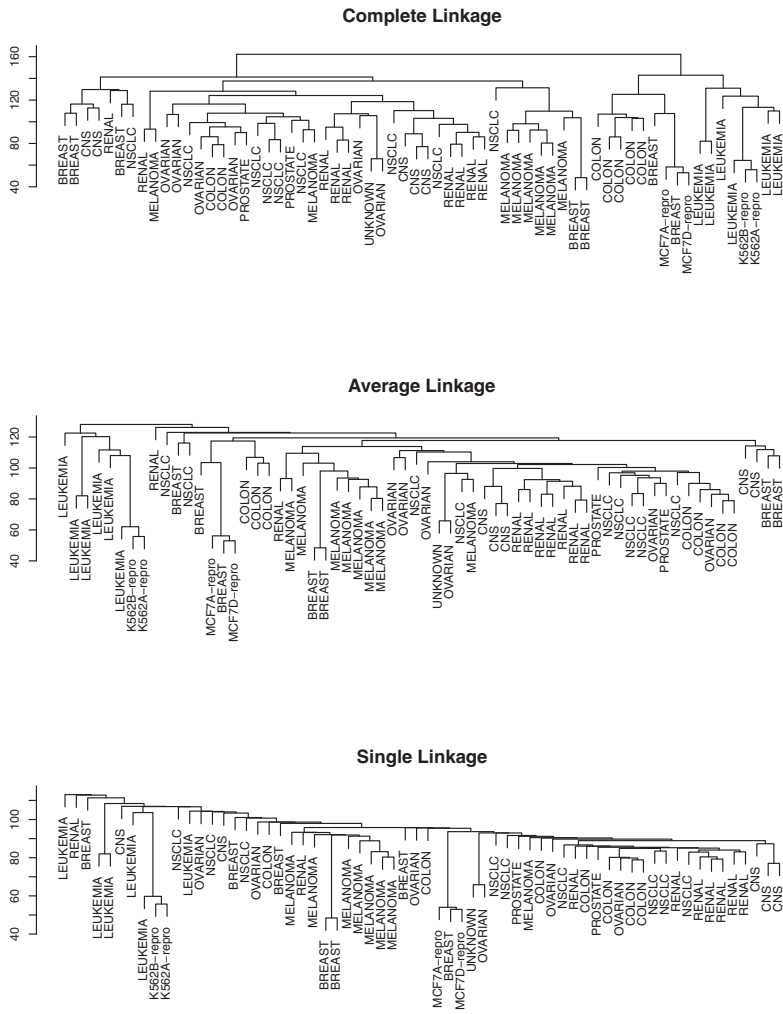 Complete Linkage
160
120
80
40
BREAST
BREAST
CNS
CNS
RENAL
BREAST
NSCLC
RENAL
MELANOMA
OVARIAN
OVARIAN
NSCLC
OVARIAN
COLON
COLON
OVARIAN
PROSTATE
NSCLC
NSCLC
NSCLC
PROSTATE
NSCLC
MELANOMA
RENAL
RENAL
RENAL
OVARIAN
UNKNOWN
OVARIAN
NSCLC
CNS
CNS
CNS
NSCLC
RENAL
RENAL
RENAL
RENAL
NSCLC
MELANOMA
MELANOMA
MELANOMA
MELANOMA
MELANOMA
MELANOMA
BREAST
BREAST
COLON
COLON
COLON
COLON
COLON
BREAST
MCF7A-repro
BREAST
MCF7D-repro
LEUKEMIA
LEUKEMIA
LEUKEMIA
LEUKEMIA
K562B-repro
K562A-repro
LEUKEMIA
LEUKEMIA
Average Linkage
120
100
80
60
40
LEUKEMIA
LEUKEMIA
LEUKEMIA
LEUKEMIA
LEUKEMIA
LEUKEMIA
K562B-repro
K562A-repro
RENAL
NSCLC
BREAST
NSCLC
BREAST
MCF7A-repro
BREAST
MCF7D-repro
COLON
COLON
COLON
RENAL
MELANOMA
MELANOMA
BREAST
BREAST
MELANOMA
MELANOMA
MELANOMA
MELANOMA
MELANOMA
OVARIAN
OVARIAN
NSCLC
OVARIAN
UNKNOWN
OVARIAN
NSCLC
MELANOMA
CNS
CNS
CNS
RENAL
RENAL
RENAL
RENAL
RENAL
RENAL
RENAL
PROSTATE
NSCLC
NSCLC
NSCLC
NSCLC
OVARIAN
PROSTATE
NSCLC
COLON
COLON
OVARIAN
COLON
COLON
CNS
CNS
BREAST
BREAST
Single Linkage
100
80
60
40
LEUKEMIA
RENAL
BREAST
LEUKEMIA
LEUKEMIA
CNS
LEUKEMIA
LEUKEMIA
K562B-repro
K562A-repro
NSCLC
LEUKEMIA
OVARIAN
NSCLC
CNS
BREAST
NSCLC
OVARIAN
COLON
BREAST
MELANOMA
RENAL
MELANOMA
BREAST
BREAST
MELANOMA
MELANOMA
MELANOMA
MELANOMA
MELANOMA
BREAST
OVARIAN
COLON
MCF7A-repro
BREAST
MCF7D-repro
UNKNOWN
OVARIAN
NSCLC
NSCLC
PROSTATE
MELANOMA
COLON
OVARIAN
NSCLC
RENAL
COLON
PROSTATE
COLON
OVARIAN
COLON
COLON
NSCLC
NSCLC
RENAL
NSCLC
RENAL
RENAL
RENAL
RENAL
RENAL
CNS
CNS
CNS